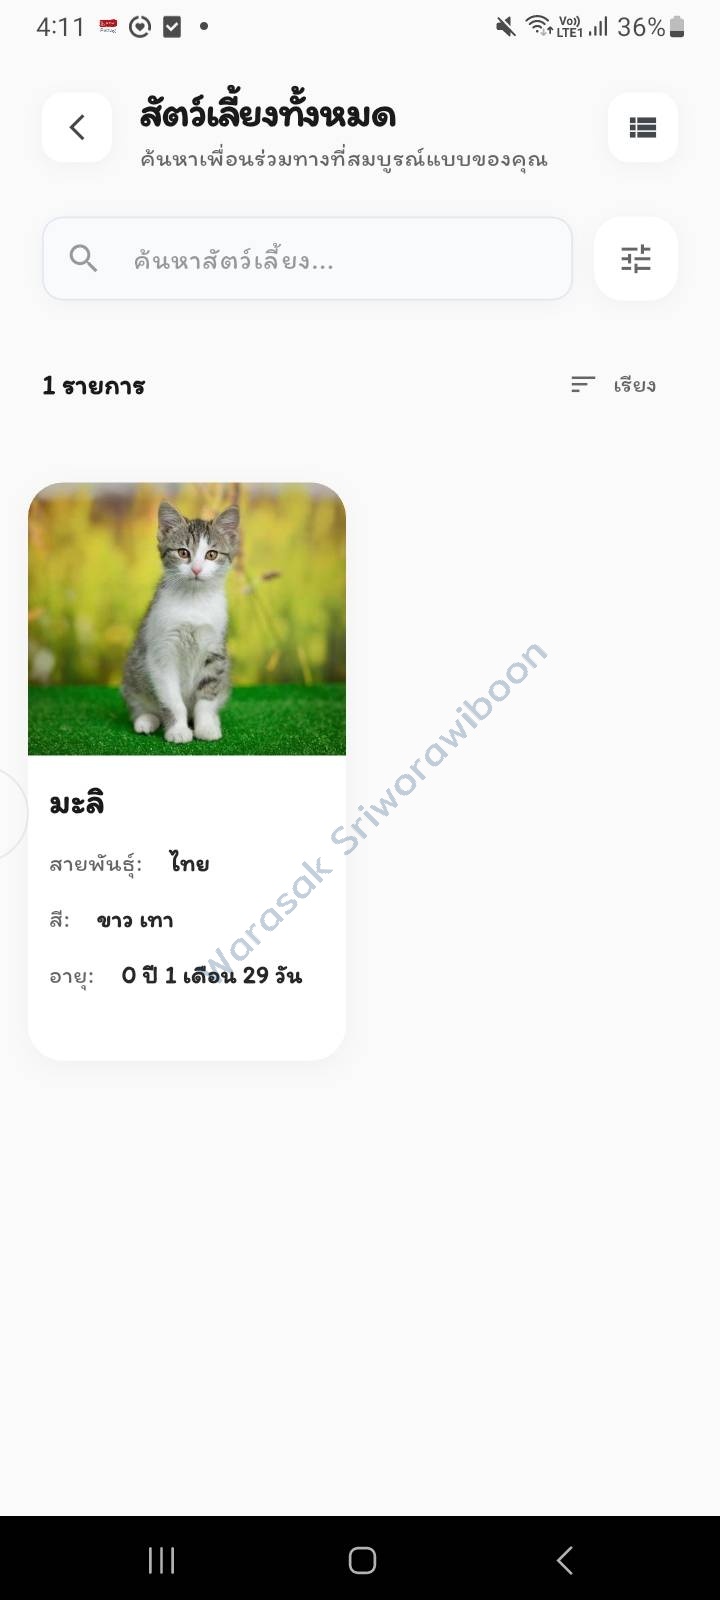 4:11
Vo))
LTE1
36%
สัตว์เลี้ยงทั้งหมด
ค้นหาเพื่อนร่วมทางที่สมบูรณ์แบบของคุณ
ค้นหาสัตว์เลี้ยง...
1 รายการ
เรียง
มะลิ
สายพันธุ์: ไทย
สี: ขาว เทา
อายุ: 0 ปี 1 เดือน 29 วัน
Warasak Sriworawiboon